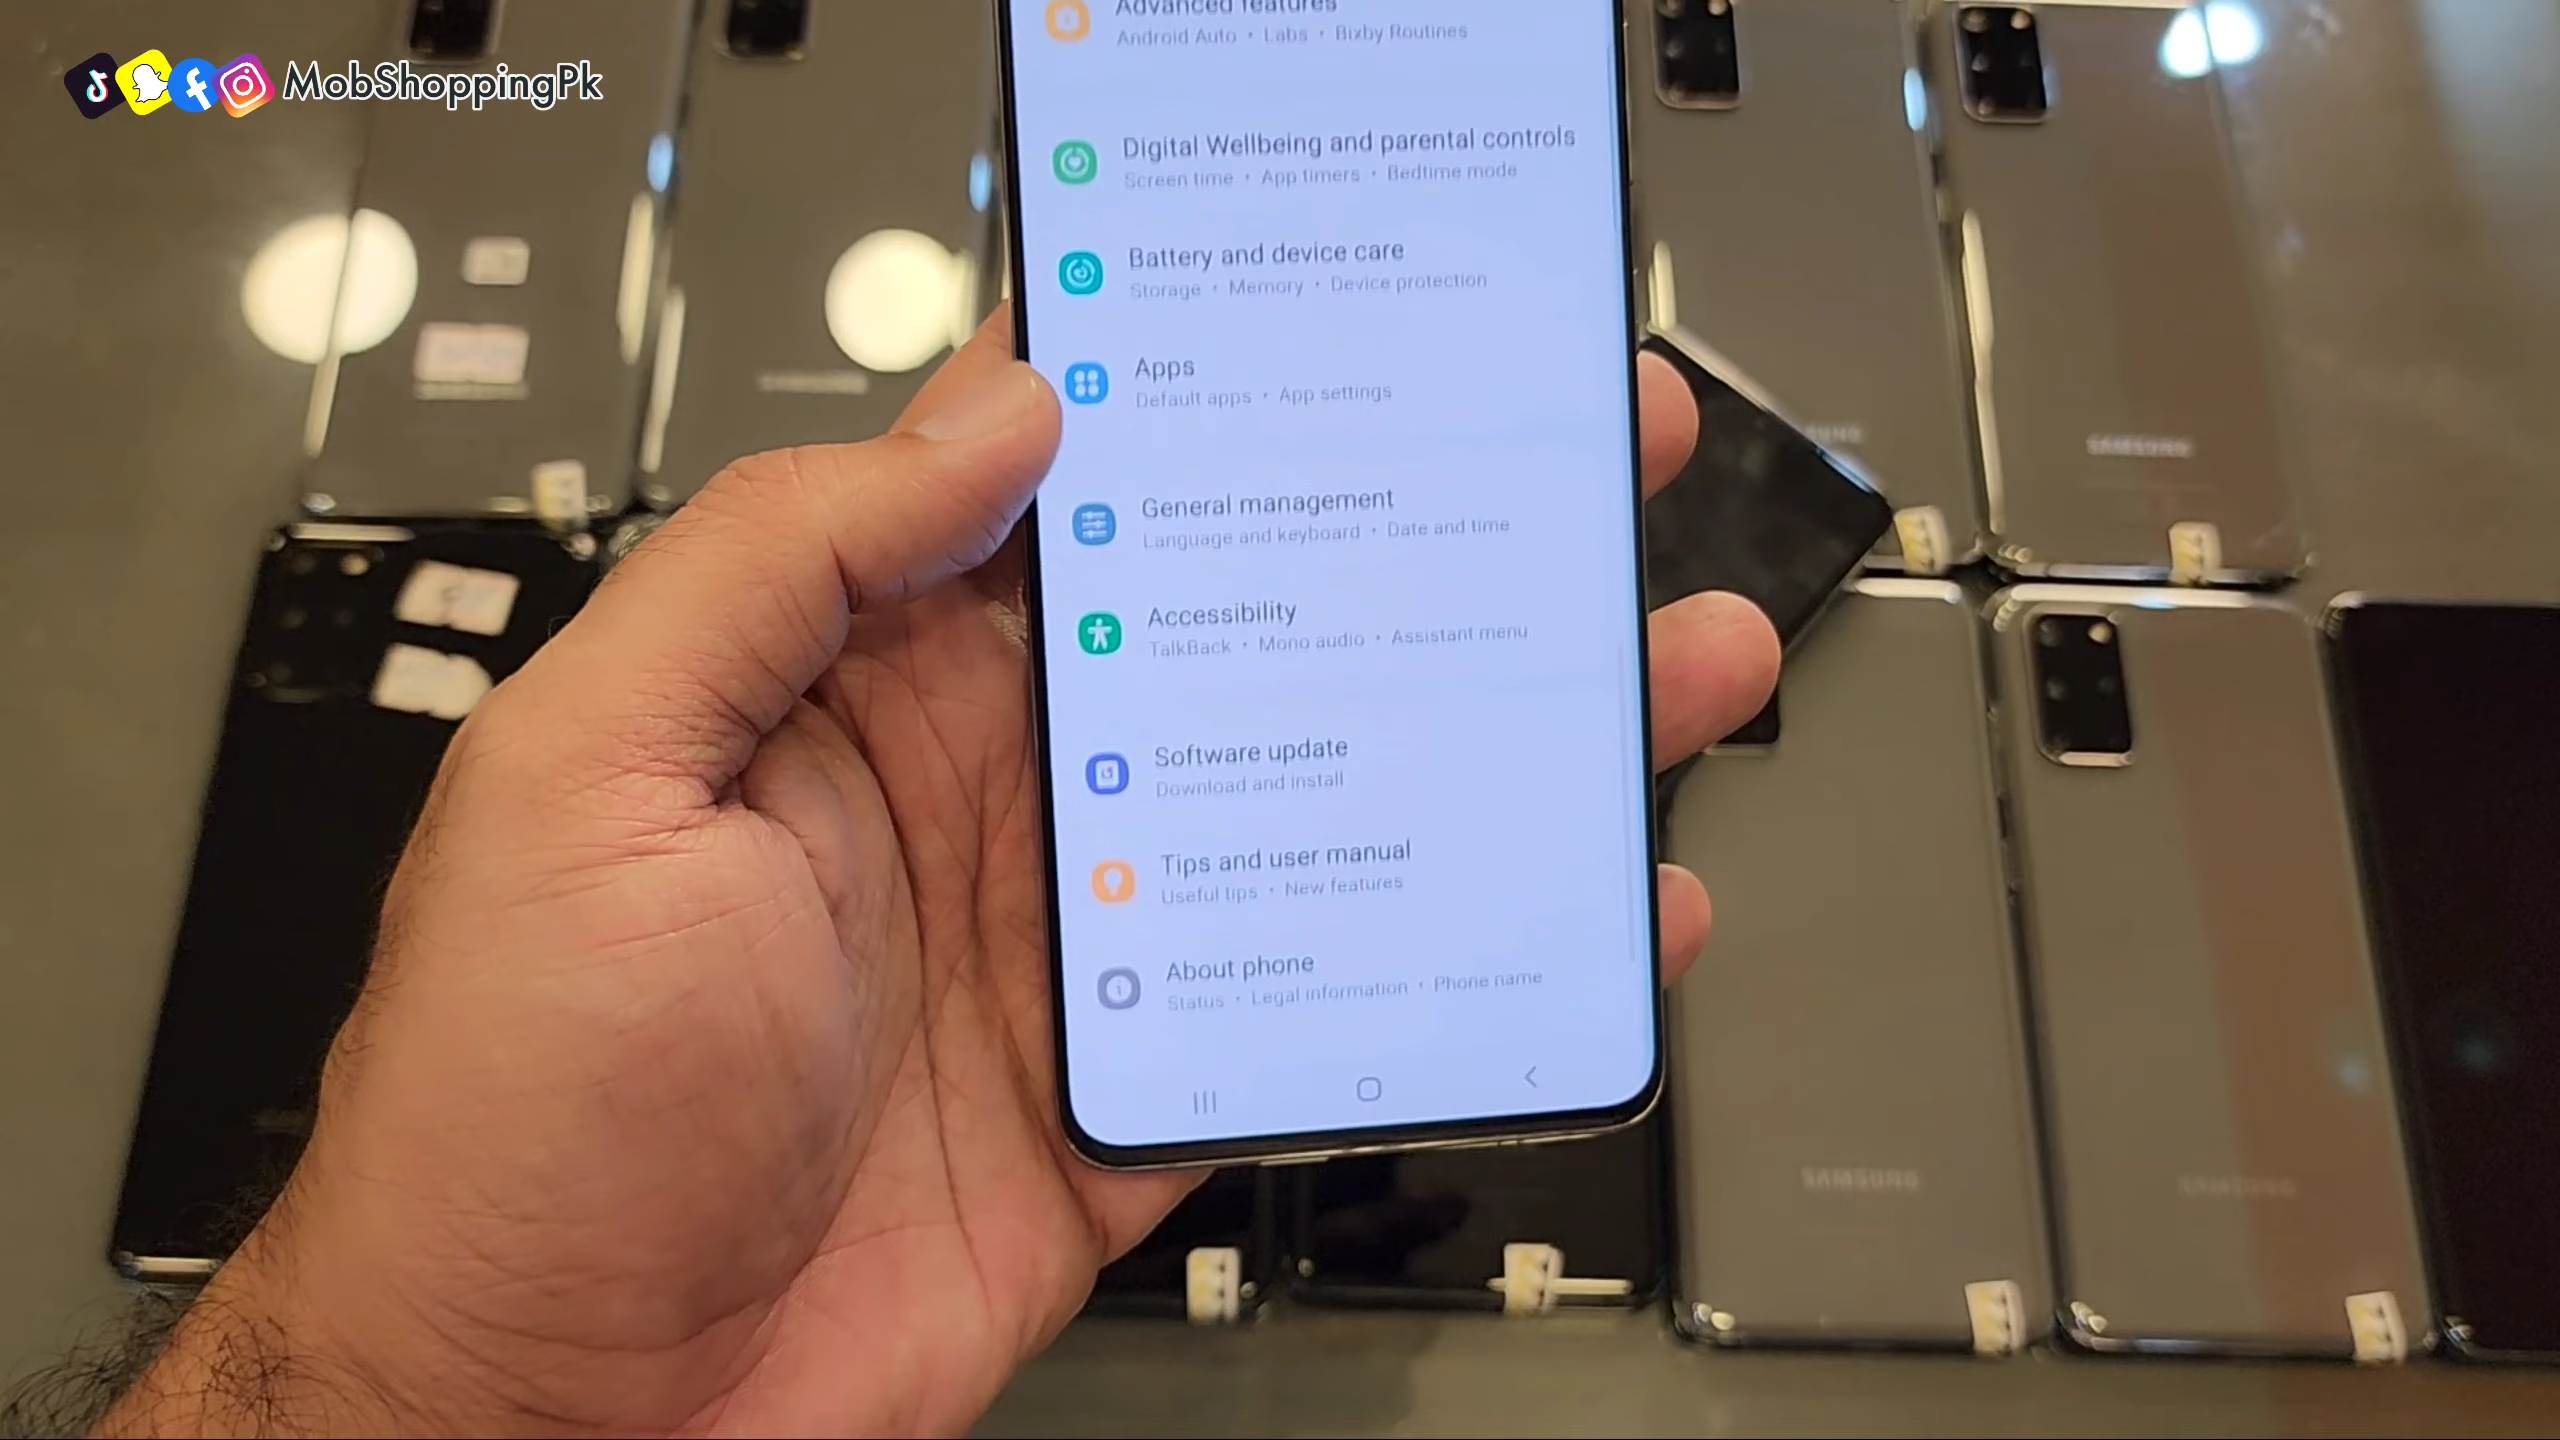 MobShoppingPk
Advanced features
Android Auto • Labs • Bixby Routines
Digital Wellbeing and parental controls
Screen time • App timers • Bedtime mode
Battery and device care
Storage • Memory • Device protection
Apps
Default apps • App settings
General management
Language and keyboard • Date and time
Accessibility
TalkBack • Mono audio • Assistant menu
Software update
Download and install
Tips and user manual
Useful tips • New features
About phone
Status • Legal information • Phone name
SAMSUNG
SAMSUNG
SAMSUNG
SAMSUNG